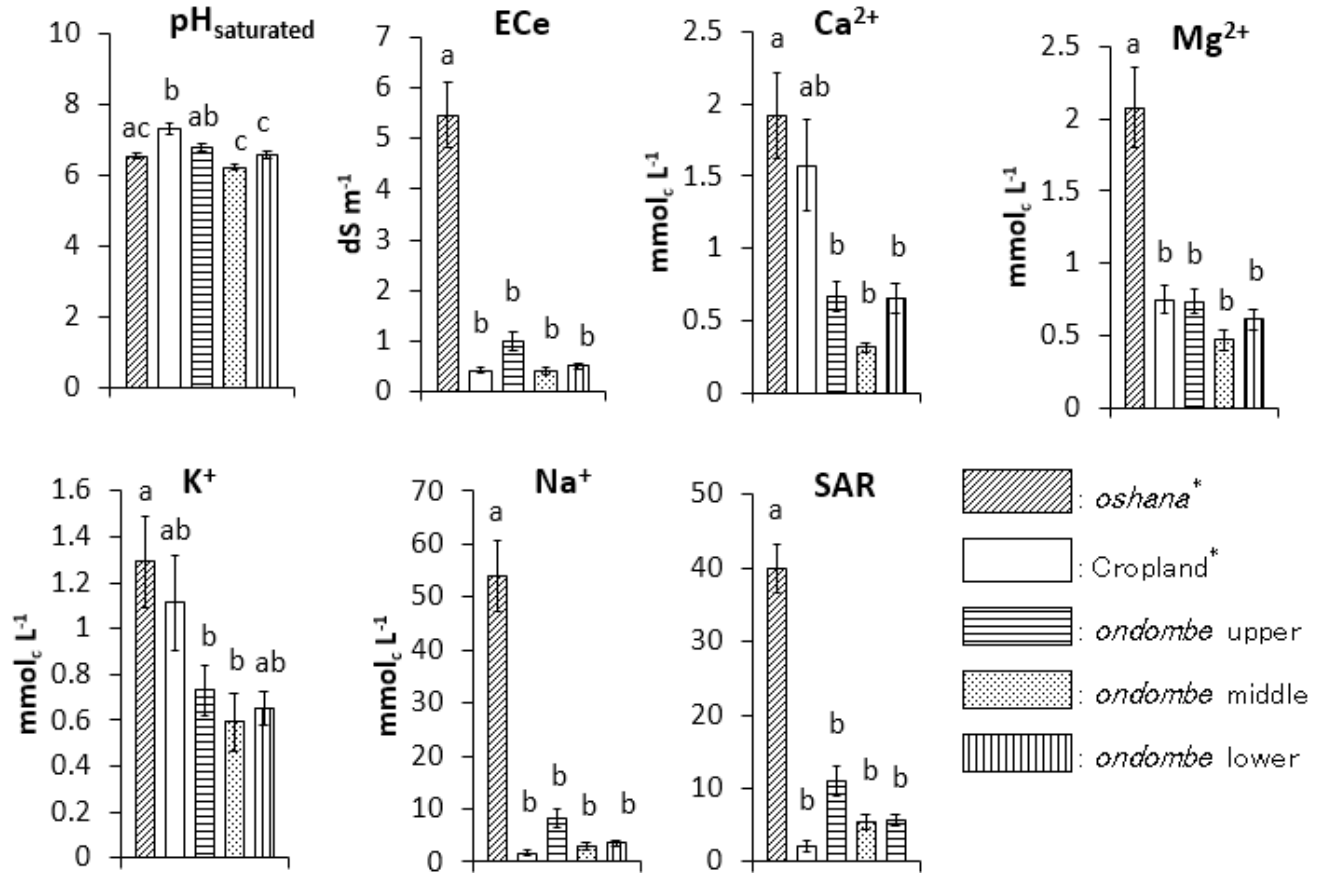 pHsaturated
10
8
6
4
2
0
ac
b
ab
c
c
ECe
dS m-1
7
6
5
4
3
2
1
0
a
b
b
b
b
Ca2+
mmolc L-1
2.5
2
1.5
1
0.5
0
a
ab
b
b
b
Mg2+
mmolc L-1
2.5
2
1.5
1
0.5
0
a
b
b
b
b
K+
mmolc L-1
1.6
1.4
1.2
1
0.8
0.6
0.4
0.2
0
a
ab
b
b
ab
Na+
mmolc L-1
70
60
50
40
30
20
10
0
a
b
b
b
b
SAR
50
40
30
20
10
0
a
b
b
b
b
: oshana*
: Cropland*
: ondombe upper
: ondombe middle
: ondombe lower